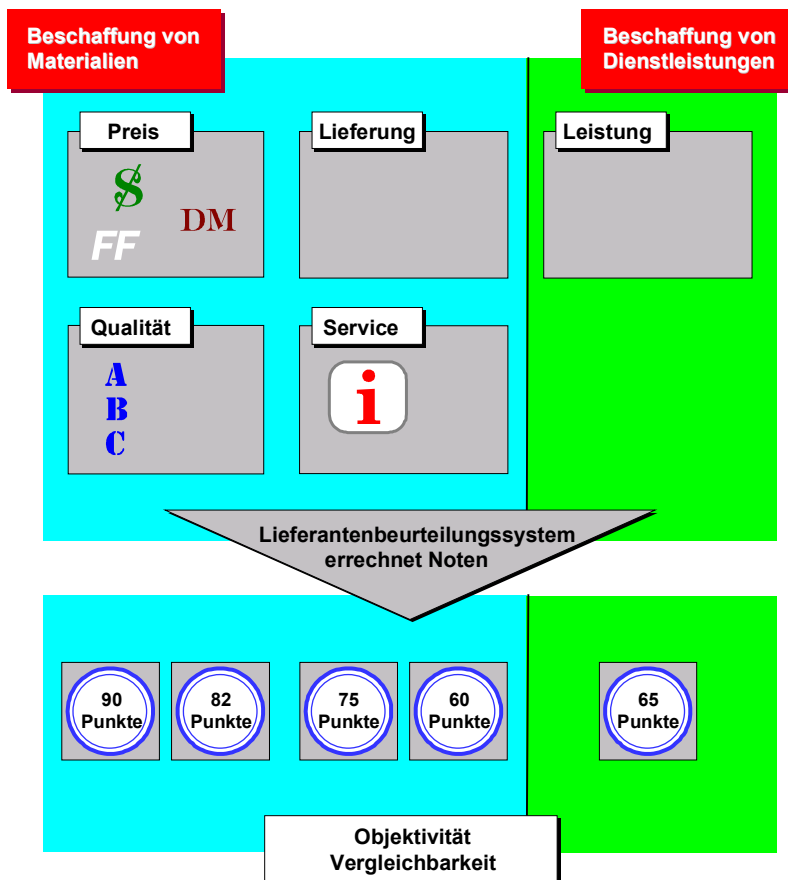 Beschaffung von
Materialien
Beschaffung von
Dienstleistungen
Preis
Lieferung
Leistung
$
DM
FF
Qualität
Service
A
B
C
i
Lieferantenbeurteilungssystem
errechnet Noten
90
Punkte
82
Punkte
75
Punkte
60
Punkte
65
Punkte
Objektivität
Vergleichbarkeit